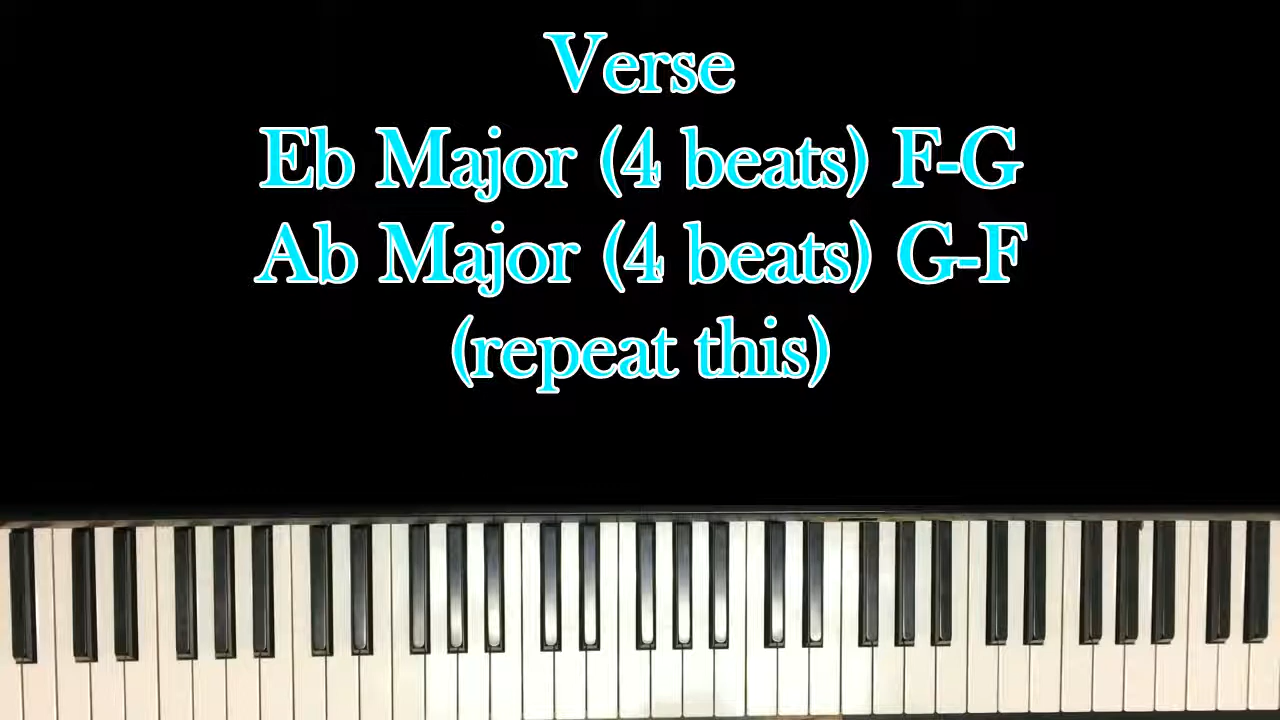 Verse
Eb Major (4 beats) F-G
Ab Major (4 beats) G-F
(repeat this)